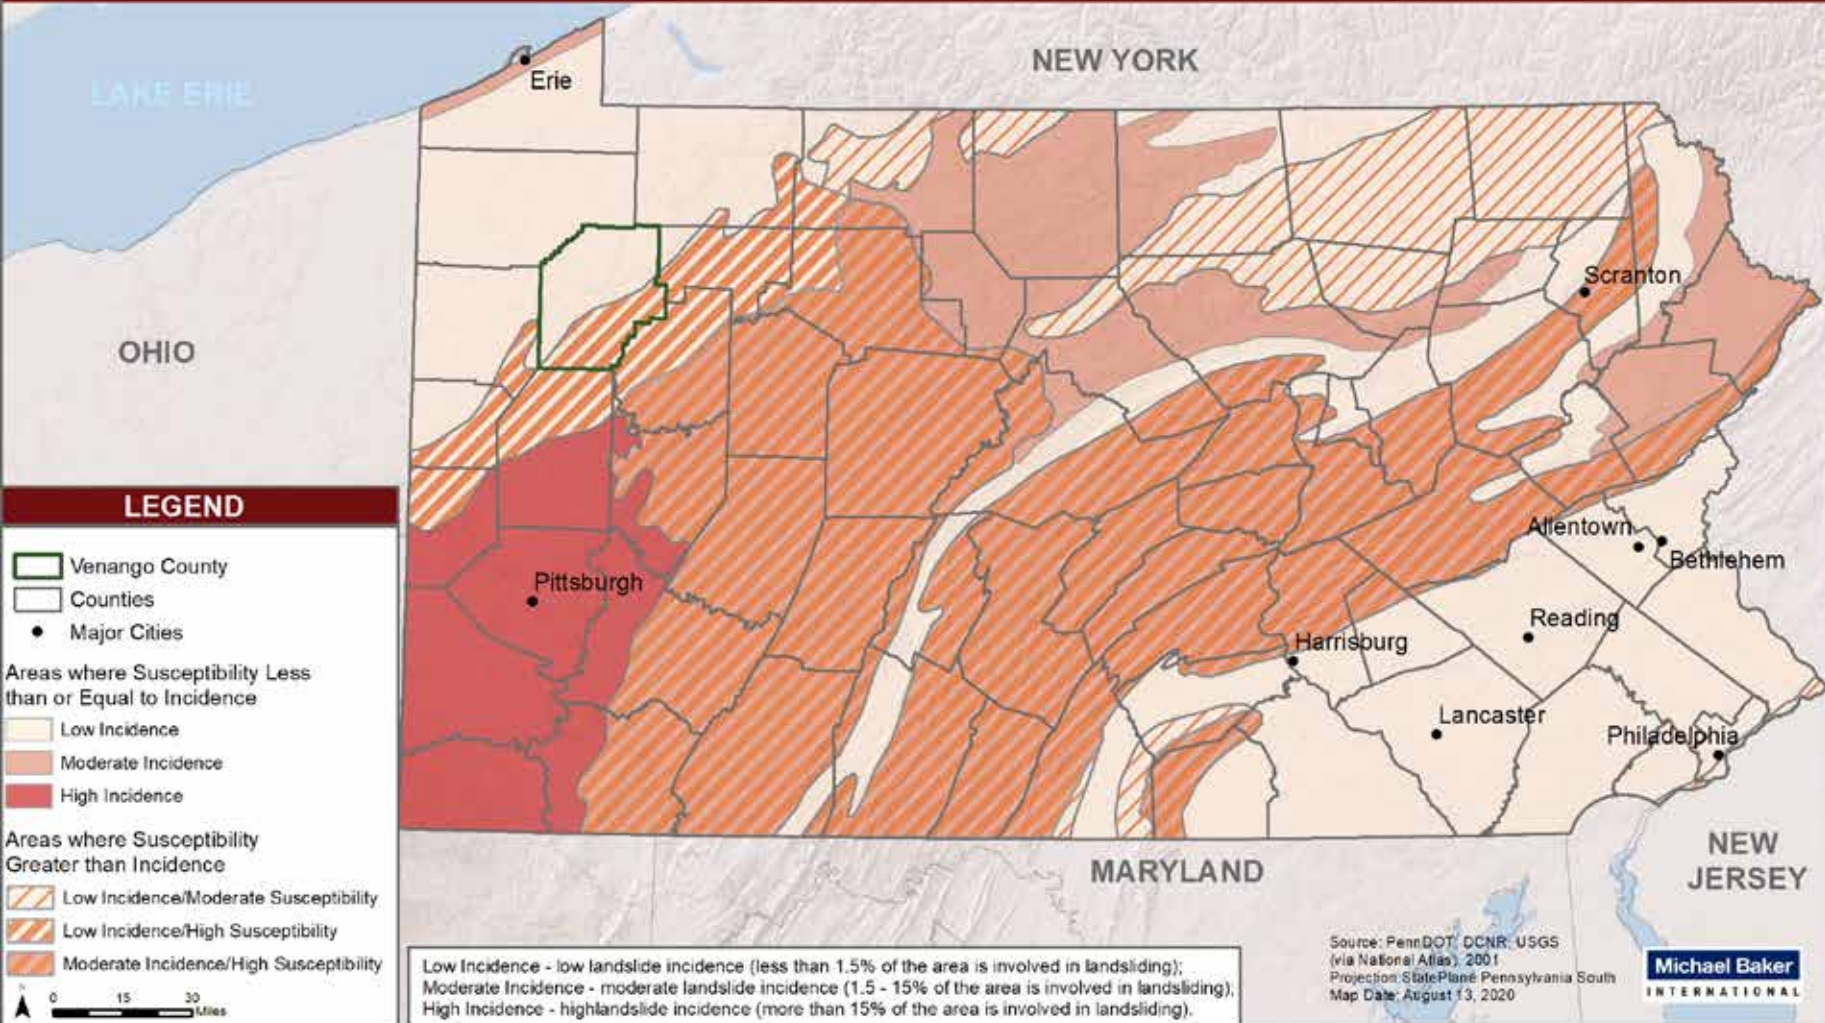 LAKE ERIE
Erie
NEW YORK
OHIO
Scranton
Allentown
Bethlehem
Pittsburgh
Reading
Harrisburg
Lancaster
Philadelphia
MARYLAND
NEW
JERSEY
LEGEND
Venango County
Counties
Major Cities
Areas where Susceptibility Less
than or Equal to Incidence
Low Incidence
Moderate Incidence
High Incidence
Areas where Susceptibility
Greater than Incidence
Low Incidence/Moderate Susceptibility
Low Incidence/High Susceptibility
Moderate Incidence/High Susceptibility
N
0 15 30
Miles
Low Incidence - low landslide incidence (less than 1.5% of the area is involved in landsliding);
Moderate Incidence - moderate landslide incidence (1.5 - 15% of the area is involved in landsliding);
High Incidence - highlandslide incidence (more than 15% of the area is involved in landsliding).
Source: PennDOT, DCNR, USGS
(via National Atlas), 2001
Projection:StatePlane Pennsylvania South
Map Date: August 13, 2020
Michael Baker
INTERNATIONAL